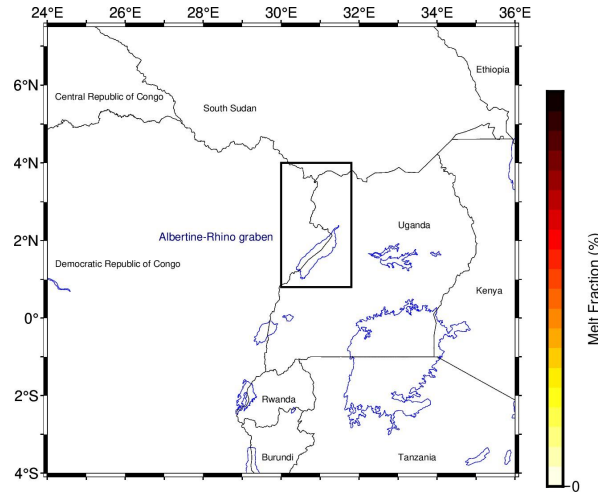 24°E 26° 28° 30° 32° 34° 36°E
Ethiopia
6°N
Central Republic of Congo
South Sudan
4°N
Uganda
Albertine-Rhino graben
2°N
Democratic Republic of Congo
Kenya
0°
Melt Fraction (%)
2°S
Rwanda
Burundi
Tanzania
4°S
0